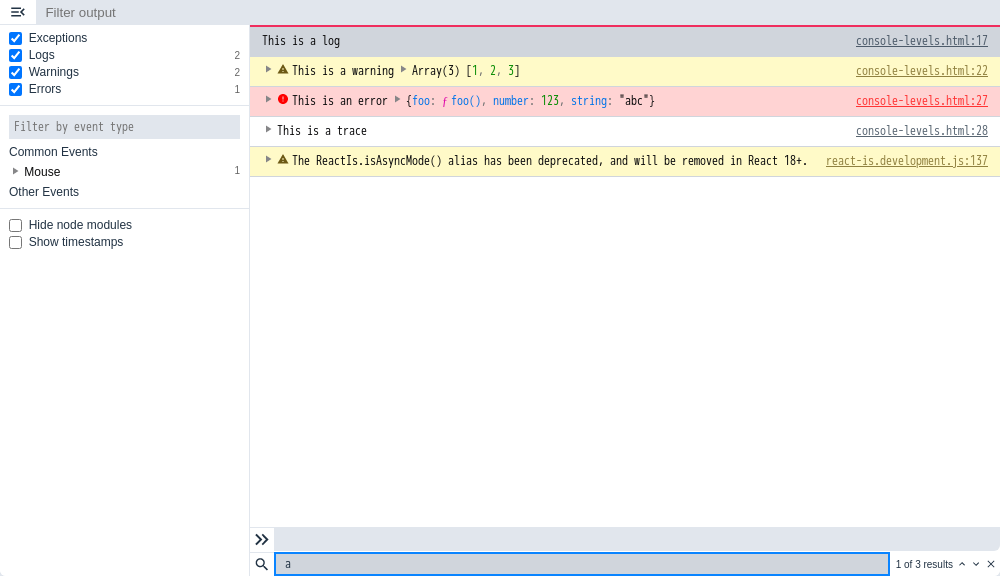 Filter output
Exceptions
Logs 2
Warnings 2
Errors 1
Filter by event type
Common Events
Mouse 1
Other Events
Hide node modules
Show timestamps
This is a log console-levels.html:17
This is a warning Array(3) [1, 2, 3] console-levels.html:22
This is an error {foo: ƒ foo(), number: 123, string: "abc"} console-levels.html:27
This is a trace console-levels.html:28
The ReactIs.isAsyncMode() alias has been deprecated, and will be removed in React 18+. react-is.development.js:137
a 1 of 3 results